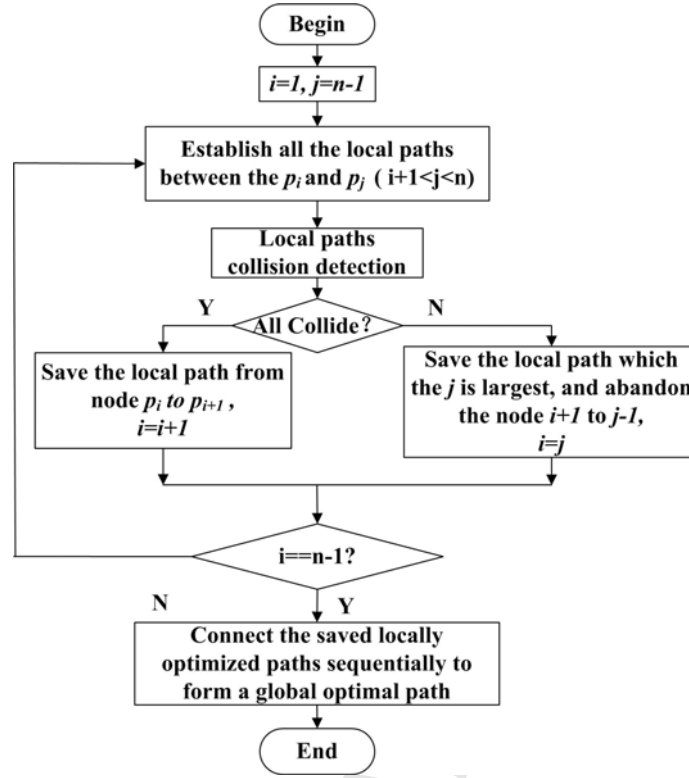 Begin
i=1, j=n-1
Establish all the local paths
between the pi and pj ( i+1<j<n)
Local paths
collision detection
All Collide？
Y
N
Save the local path from
node pi to pi+1 ,
i=i+1
Save the local path which
the j is largest, and abandon
the node i+1 to j-1,
i=j
i==n-1?
N
Y
Connect the saved locally
optimized paths sequentially to
form a global optimal path
End